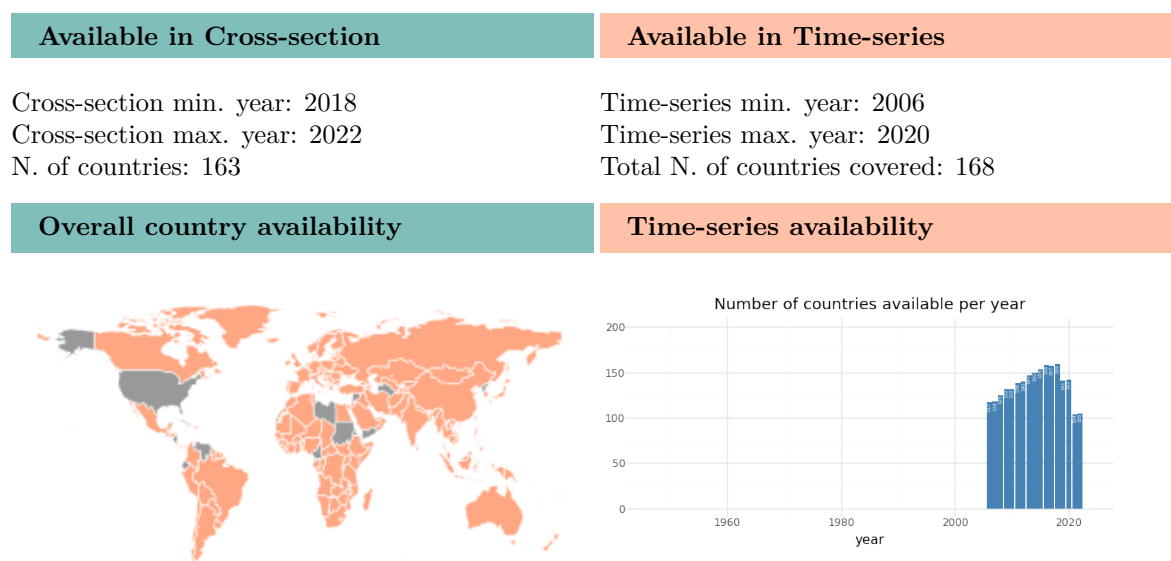 Available in Cross-section
Available in Time-series
Cross-section min. year: 2018
Cross-section max. year: 2022
N. of countries: 163
Time-series min. year: 2006
Time-series max. year: 2020
Total N. of countries covered: 168
Overall country availability
Time-series availability
Number of countries available per year
200
150
100
50
0
1960
1980
2000
2020
year